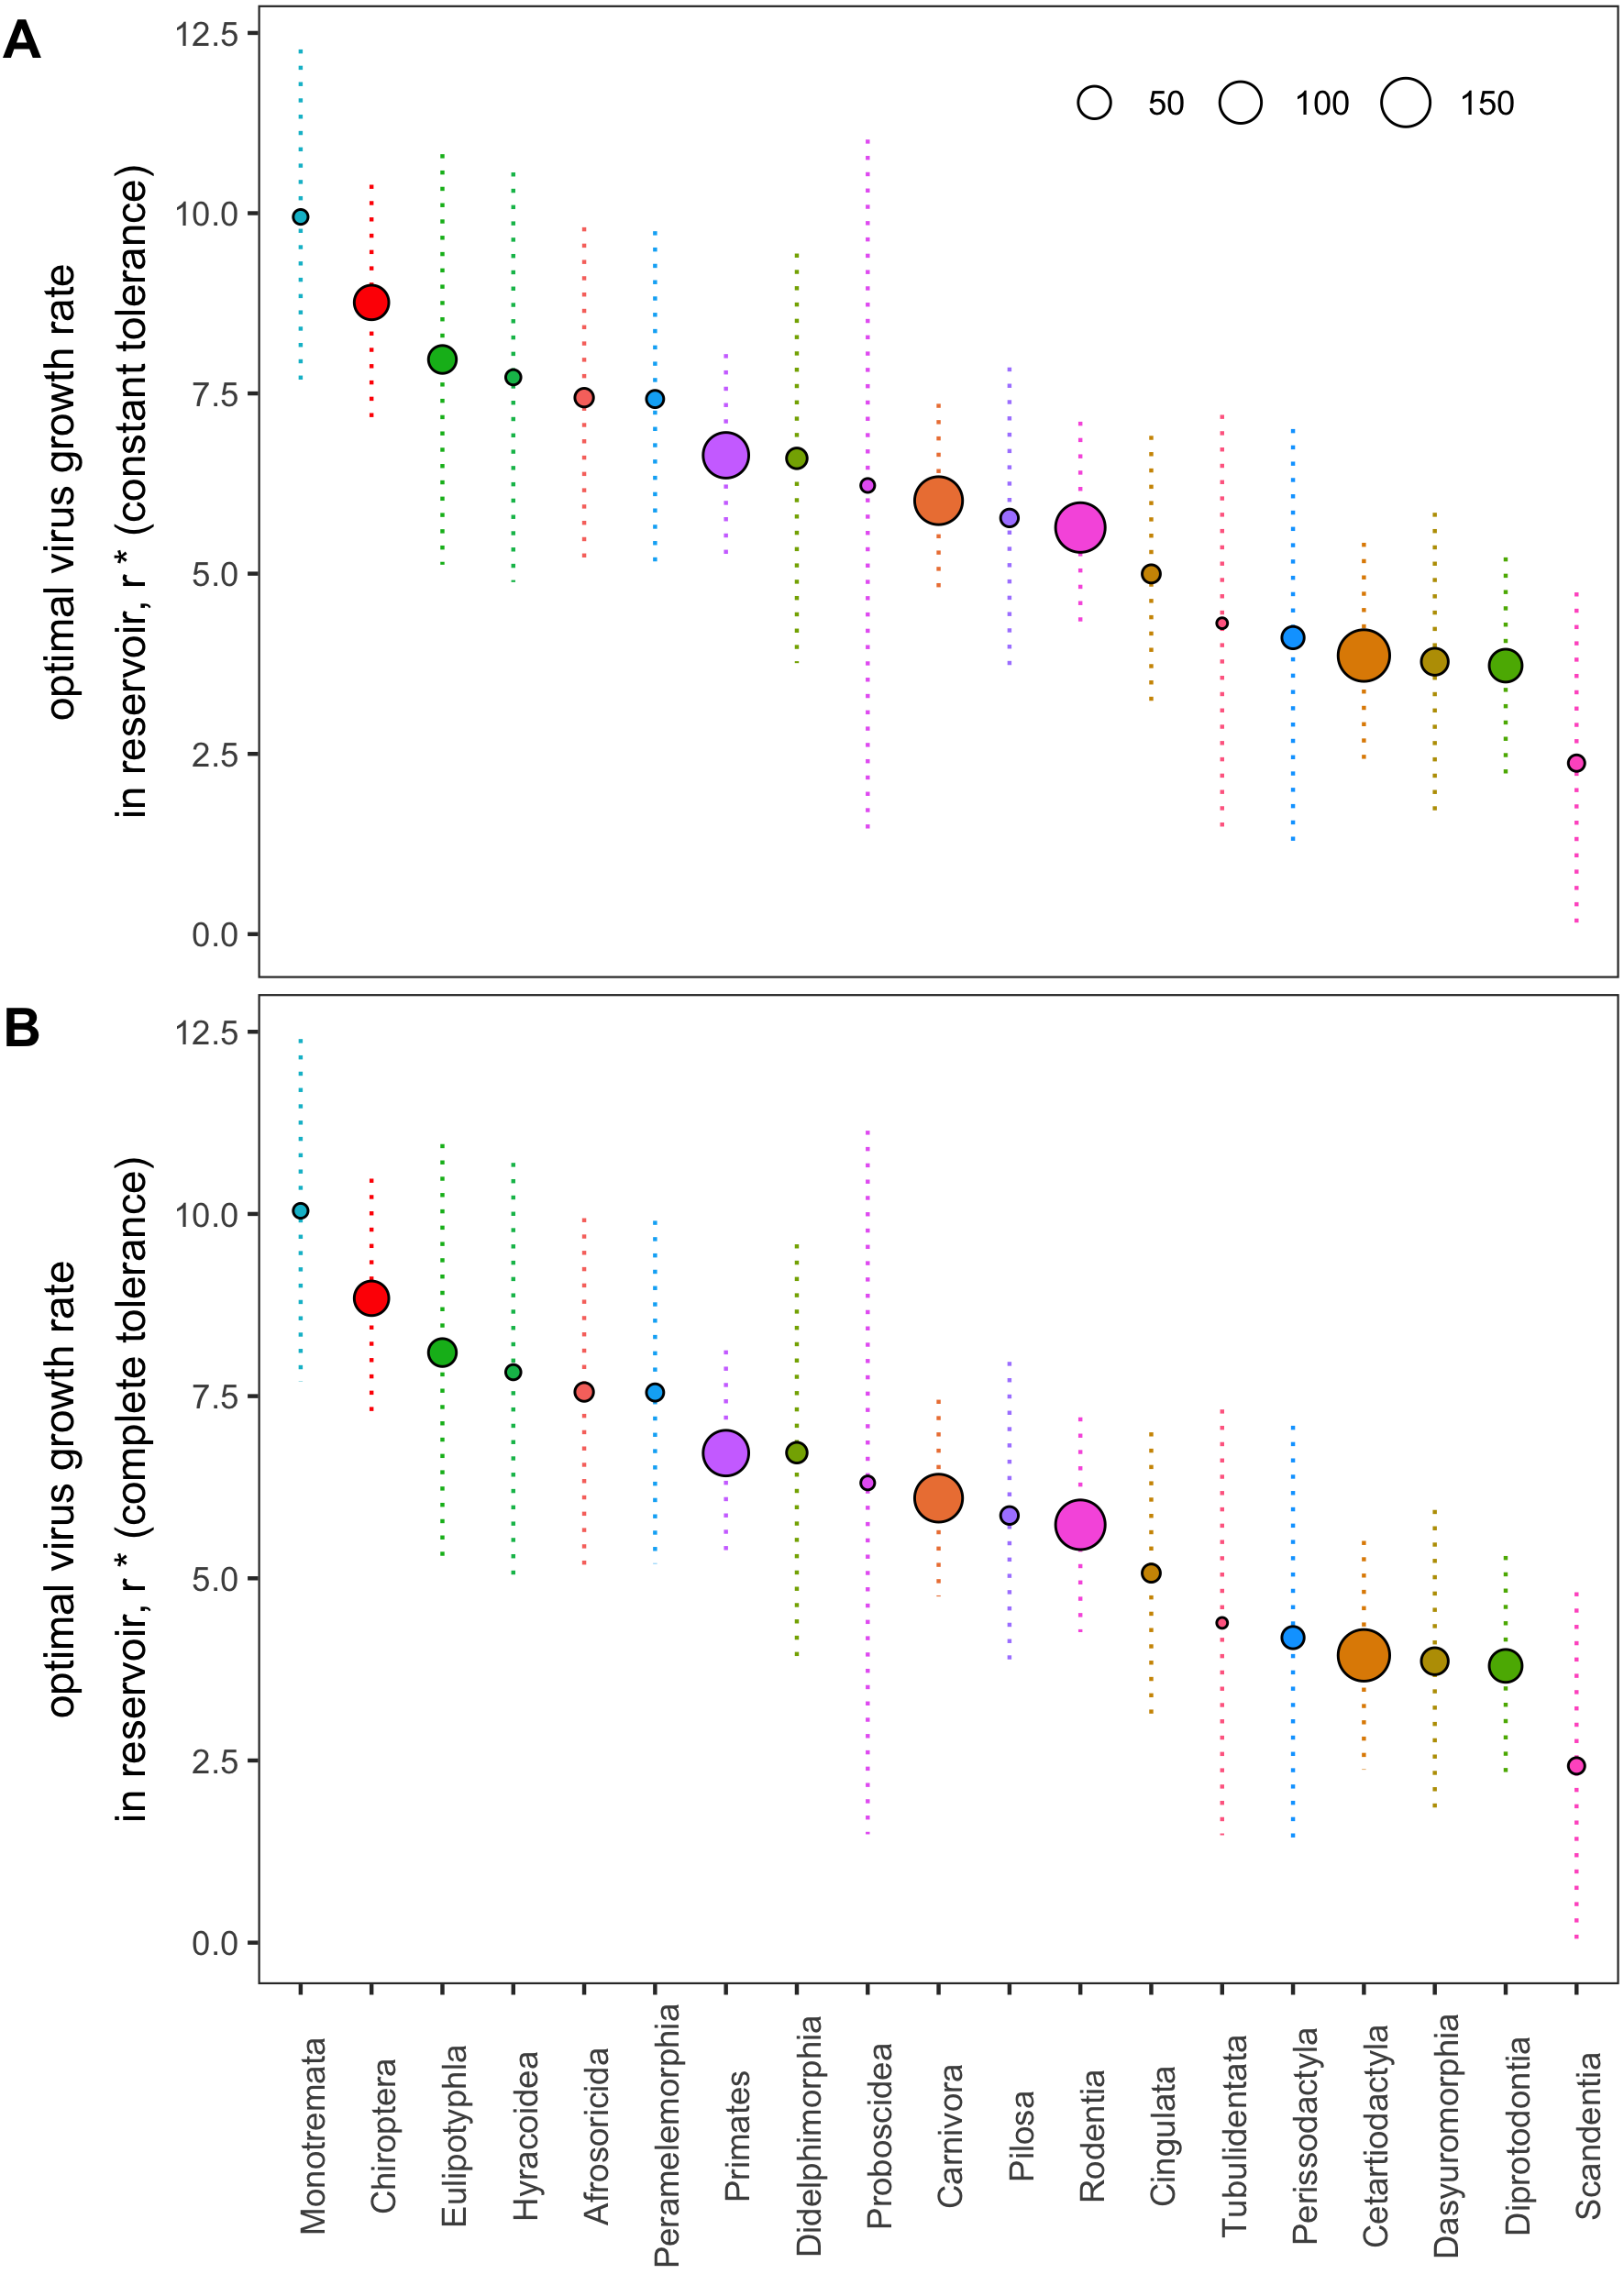 A
optimal virus growth rate
in reservoir, r* (constant tolerance)
12.5
10.0
7.5
5.0
2.5
0.0
50 100 150
B
optimal virus growth rate
in reservoir, r* (complete tolerance)
12.5
10.0
7.5
5.0
2.5
0.0
Monotremata
Chiroptera
Eulipotyphla
Hyracoidea
Afrosoricida
Peramelemorphia
Primates
Didelphimorphia
Proboscidea
Carnivora
Pilosa
Rodentia
Cingulata
Tubulidentata
Perissodactyla
Cetartiodactyla
Dasyuromorphia
Diprotodontia
Scandentia